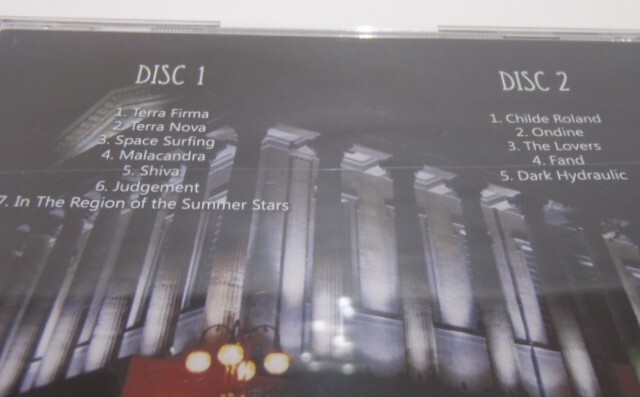 DISC 1
1. Terra Firma
2. Terra Nova
3. Space Surfing
4. Malacandra
5. Shiva
6. Judgement
7. In The Region of the Summer Stars
DISC 2
1. Childe Roland
2. Ondine
3. The Lovers
4. Fand
5. Dark Hydraulic